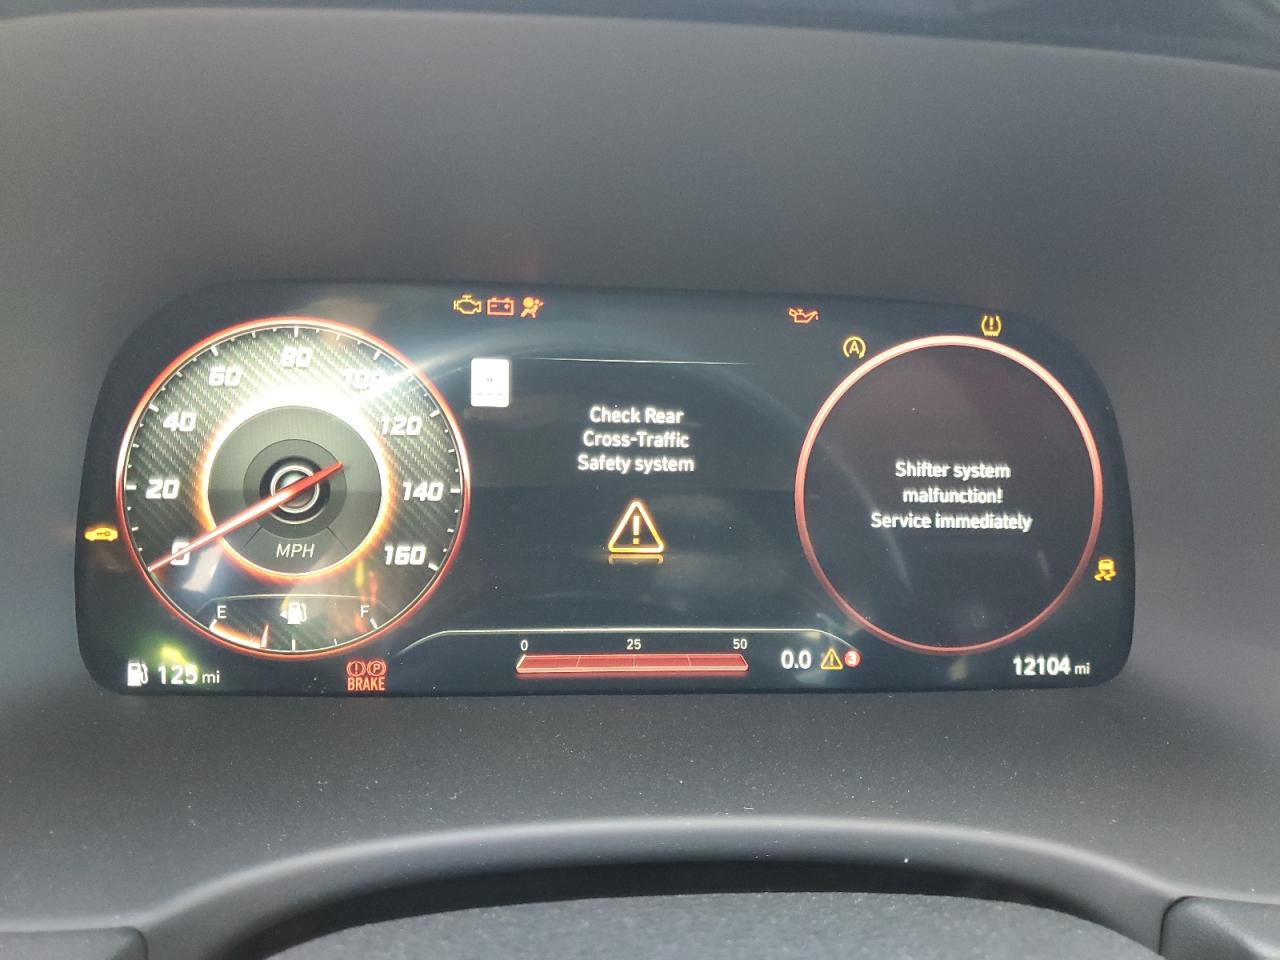 80
60
100
40
120
20
140
0
160
MPH
E
F
125 mi
BRAKE
P
Check Rear
Cross-Traffic
Safety system
0
25
50
0.0
3
A
Shifter system
malfunction!
Service immediately
12104 mi